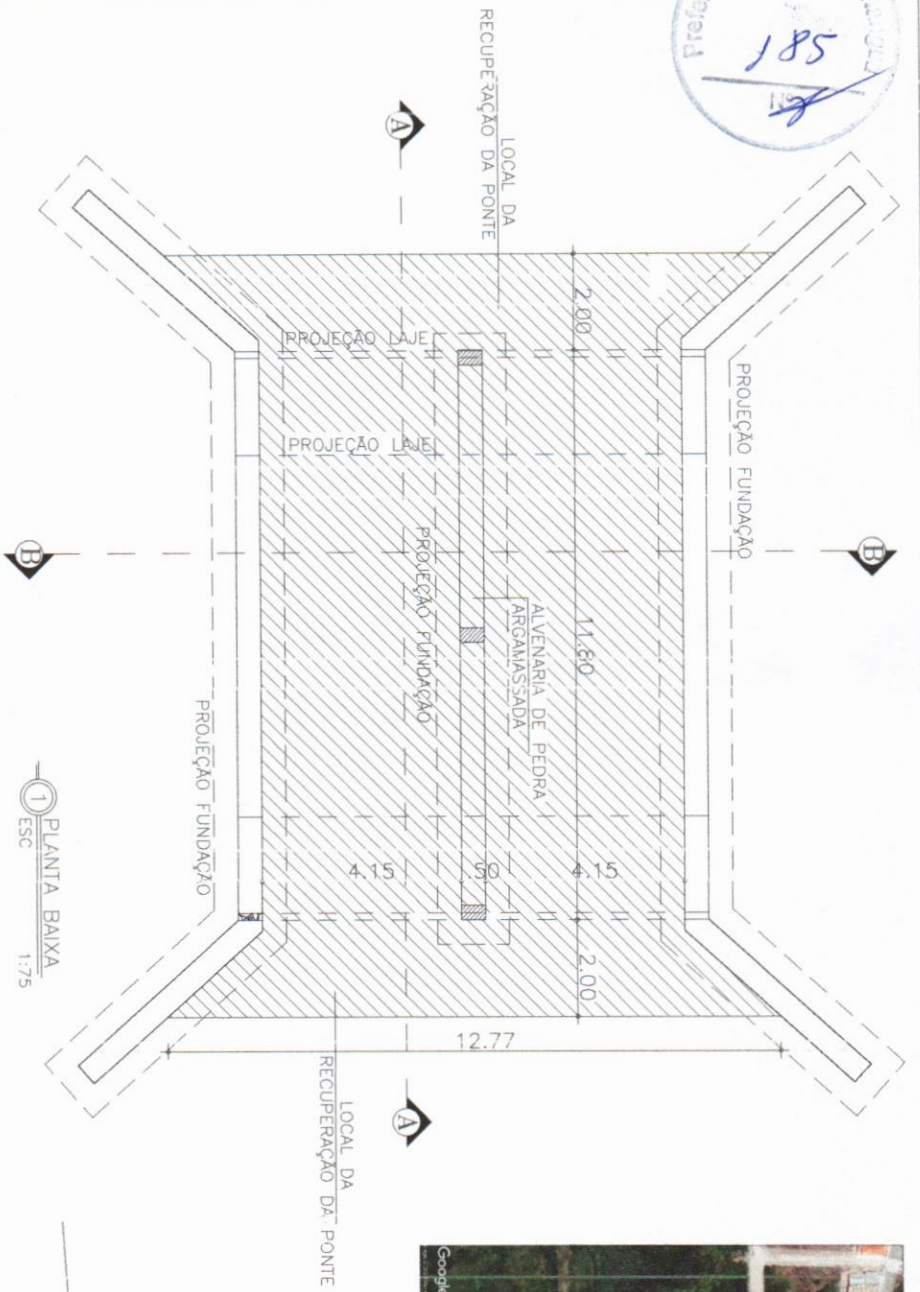 185
LOCAL DA
RECUPERAÇÃO DA PONTE
A
2.00
PROJEÇÃO LAJE
PROJEÇÃO LAJE
PROJEÇÃO FUNDAÇÃO
B
B
PROJEÇÃO FUNDAÇÃO
ALVENARIA DE PEDRA
ARGAMASSADA
11.80
PROJEÇÃO FUNDAÇÃO
4.15
.50
4.15
2.00
12.77
A
LOCAL DA
RECUPERAÇÃO DA PONTE
1
PLANTA BAIXA
ESC
1:75
Google